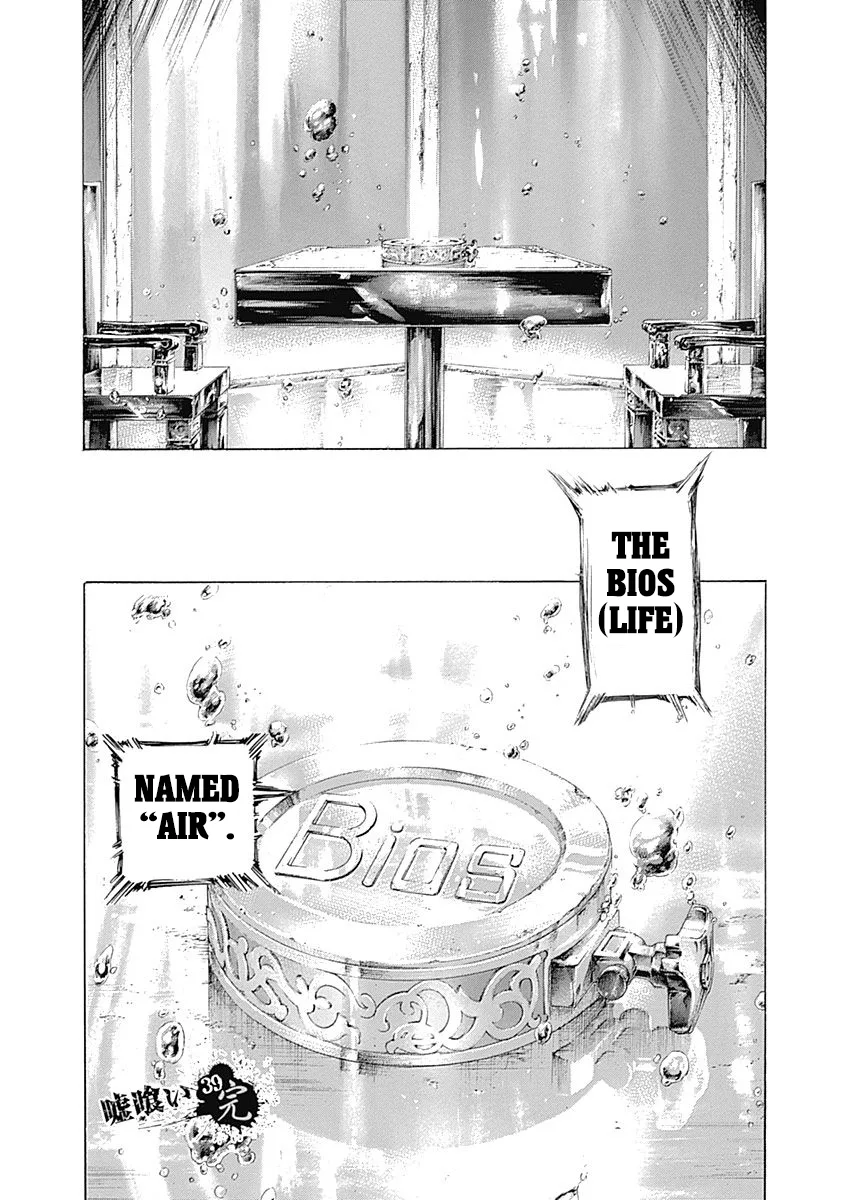 THE
BIOS
(LIFE)
NAMED
“AIR”.
Bios
嘘喰い 39 完